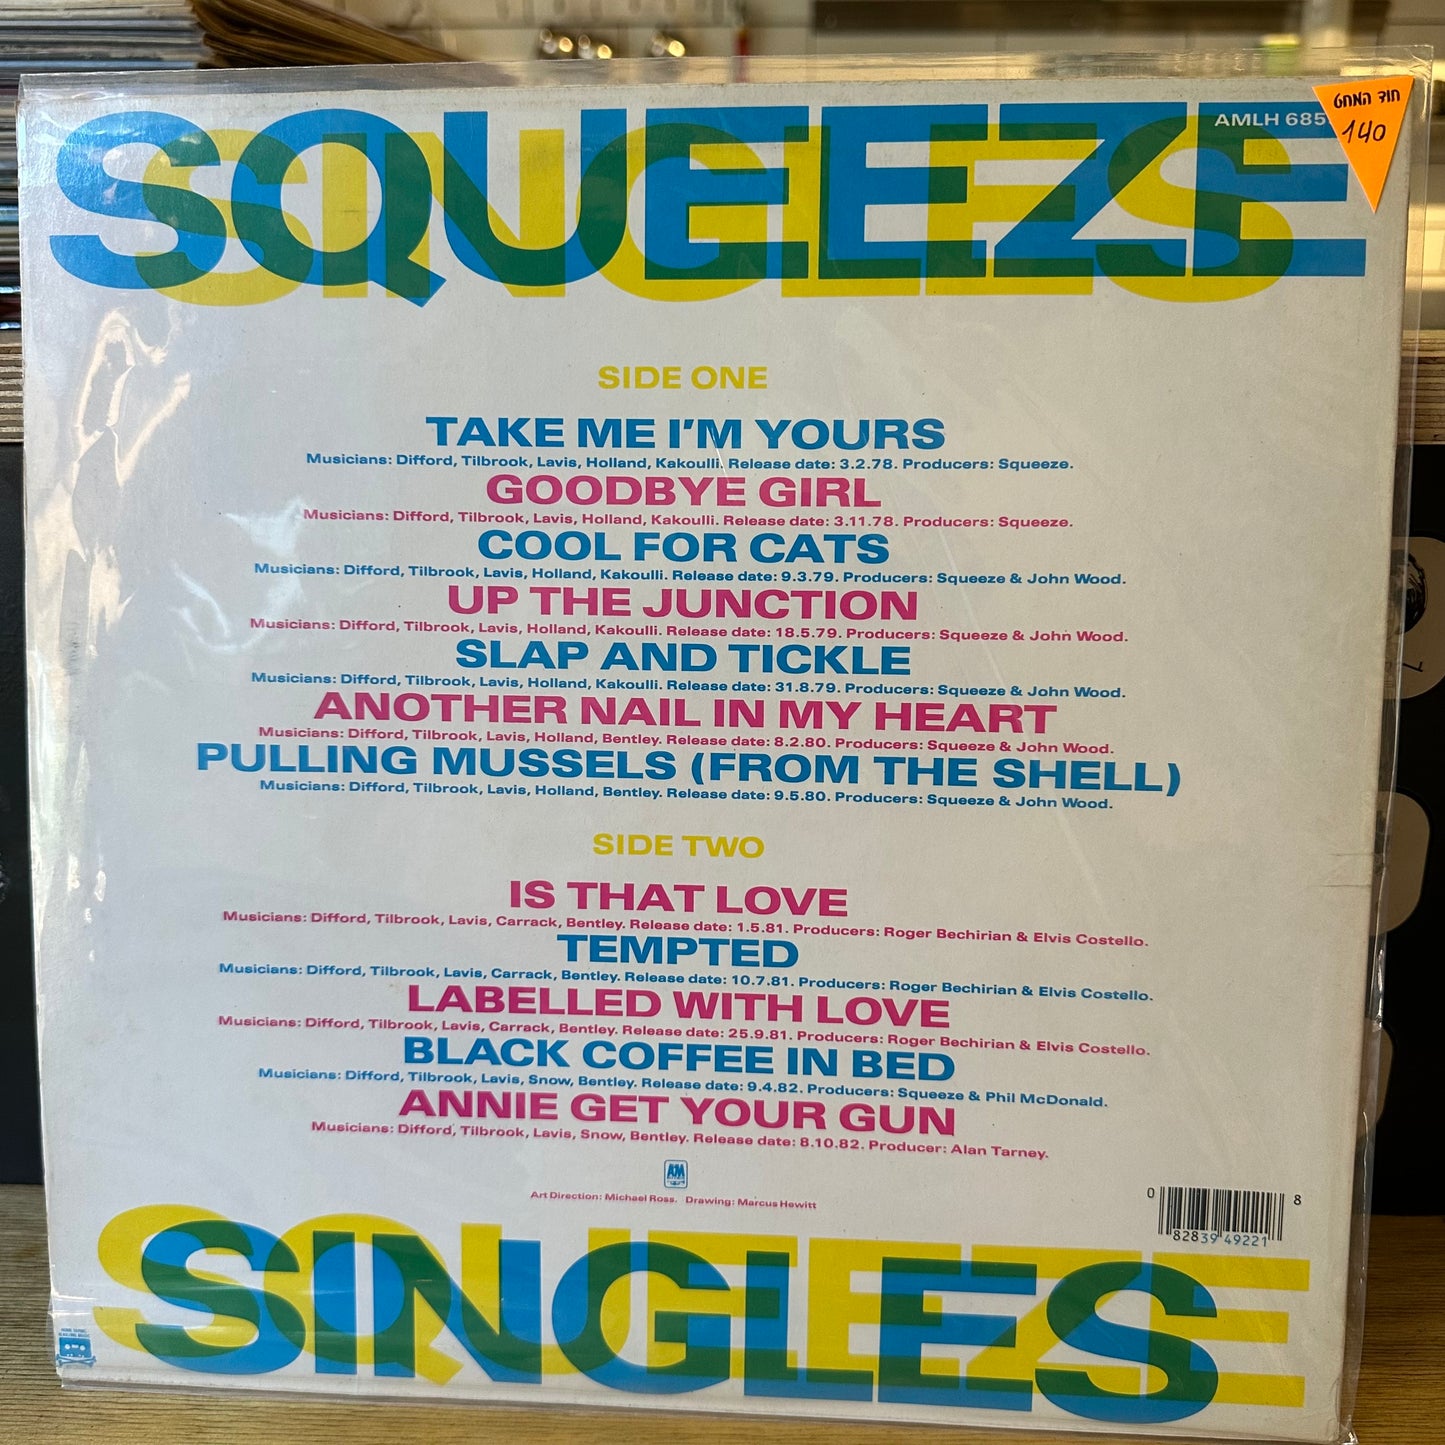 SQUEEZE
SINGLES
AMLH 685
חוד המחט
140
SIDE ONE
TAKE ME I'M YOURS
Musicians: Difford, Tilbrook, Lavis, Holland, Kakoulli. Release date: 3.2.78. Producers: Squeeze.
GOODBYE GIRL
Musicians: Difford, Tilbrook, Lavis, Holland, Kakoulli. Release date: 3.11.78. Producers: Squeeze.
COOL FOR CATS
Musicians: Difford, Tilbrook, Lavis, Holland, Kakoulli. Release date: 9.3.79. Producers: Squeeze & John Wood.
UP THE JUNCTION
Musicians: Difford, Tilbrook, Lavis, Holland, Kakoulli. Release date: 18.5.79. Producers: Squeeze & John Wood.
SLAP AND TICKLE
Musicians: Difford, Tilbrook, Lavis, Holland, Kakoulli. Release date: 31.8.79. Producers: Squeeze & John Wood.
ANOTHER NAIL IN MY HEART
Musicians: Difford, Tilbrook, Lavis, Holland, Bentley. Release date: 8.2.80. Producers: Squeeze & John Wood.
PULLING MUSSELS (FROM THE SHELL)
Musicians: Difford, Tilbrook, Lavis, Holland, Bentley. Release date: 9.5.80. Producers: Squeeze & John Wood.
SIDE TWO
IS THAT LOVE
Musicians: Difford, Tilbrook, Lavis, Carrack, Bentley. Release date: 1.5.81. Producers: Roger Bechirian & Elvis Costello.
TEMPTED
Musicians: Difford, Tilbrook, Lavis, Carrack, Bentley. Release date: 10.7.81. Producers: Roger Bechirian & Elvis Costello.
LABELLED WITH LOVE
Musicians: Difford, Tilbrook, Lavis, Carrack, Bentley. Release date: 25.9.81. Producers: Roger Bechirian & Elvis Costello.
BLACK COFFEE IN BED
Musicians: Difford, Tilbrook, Lavis, Snow, Bentley. Release date: 9.4.82. Producers: Squeeze & Phil McDonald.
ANNIE GET YOUR GUN
Musicians: Difford, Tilbrook, Lavis, Snow, Bentley. Release date: 8.10.82. Producer: Alan Tarney.
A&M
Art Direction: Michael Ross. Drawing: Marcus Hewitt
0 82839 49221 8
SQUEEZE
SINGLES
HOME TAPING
IS KILLING MUSIC